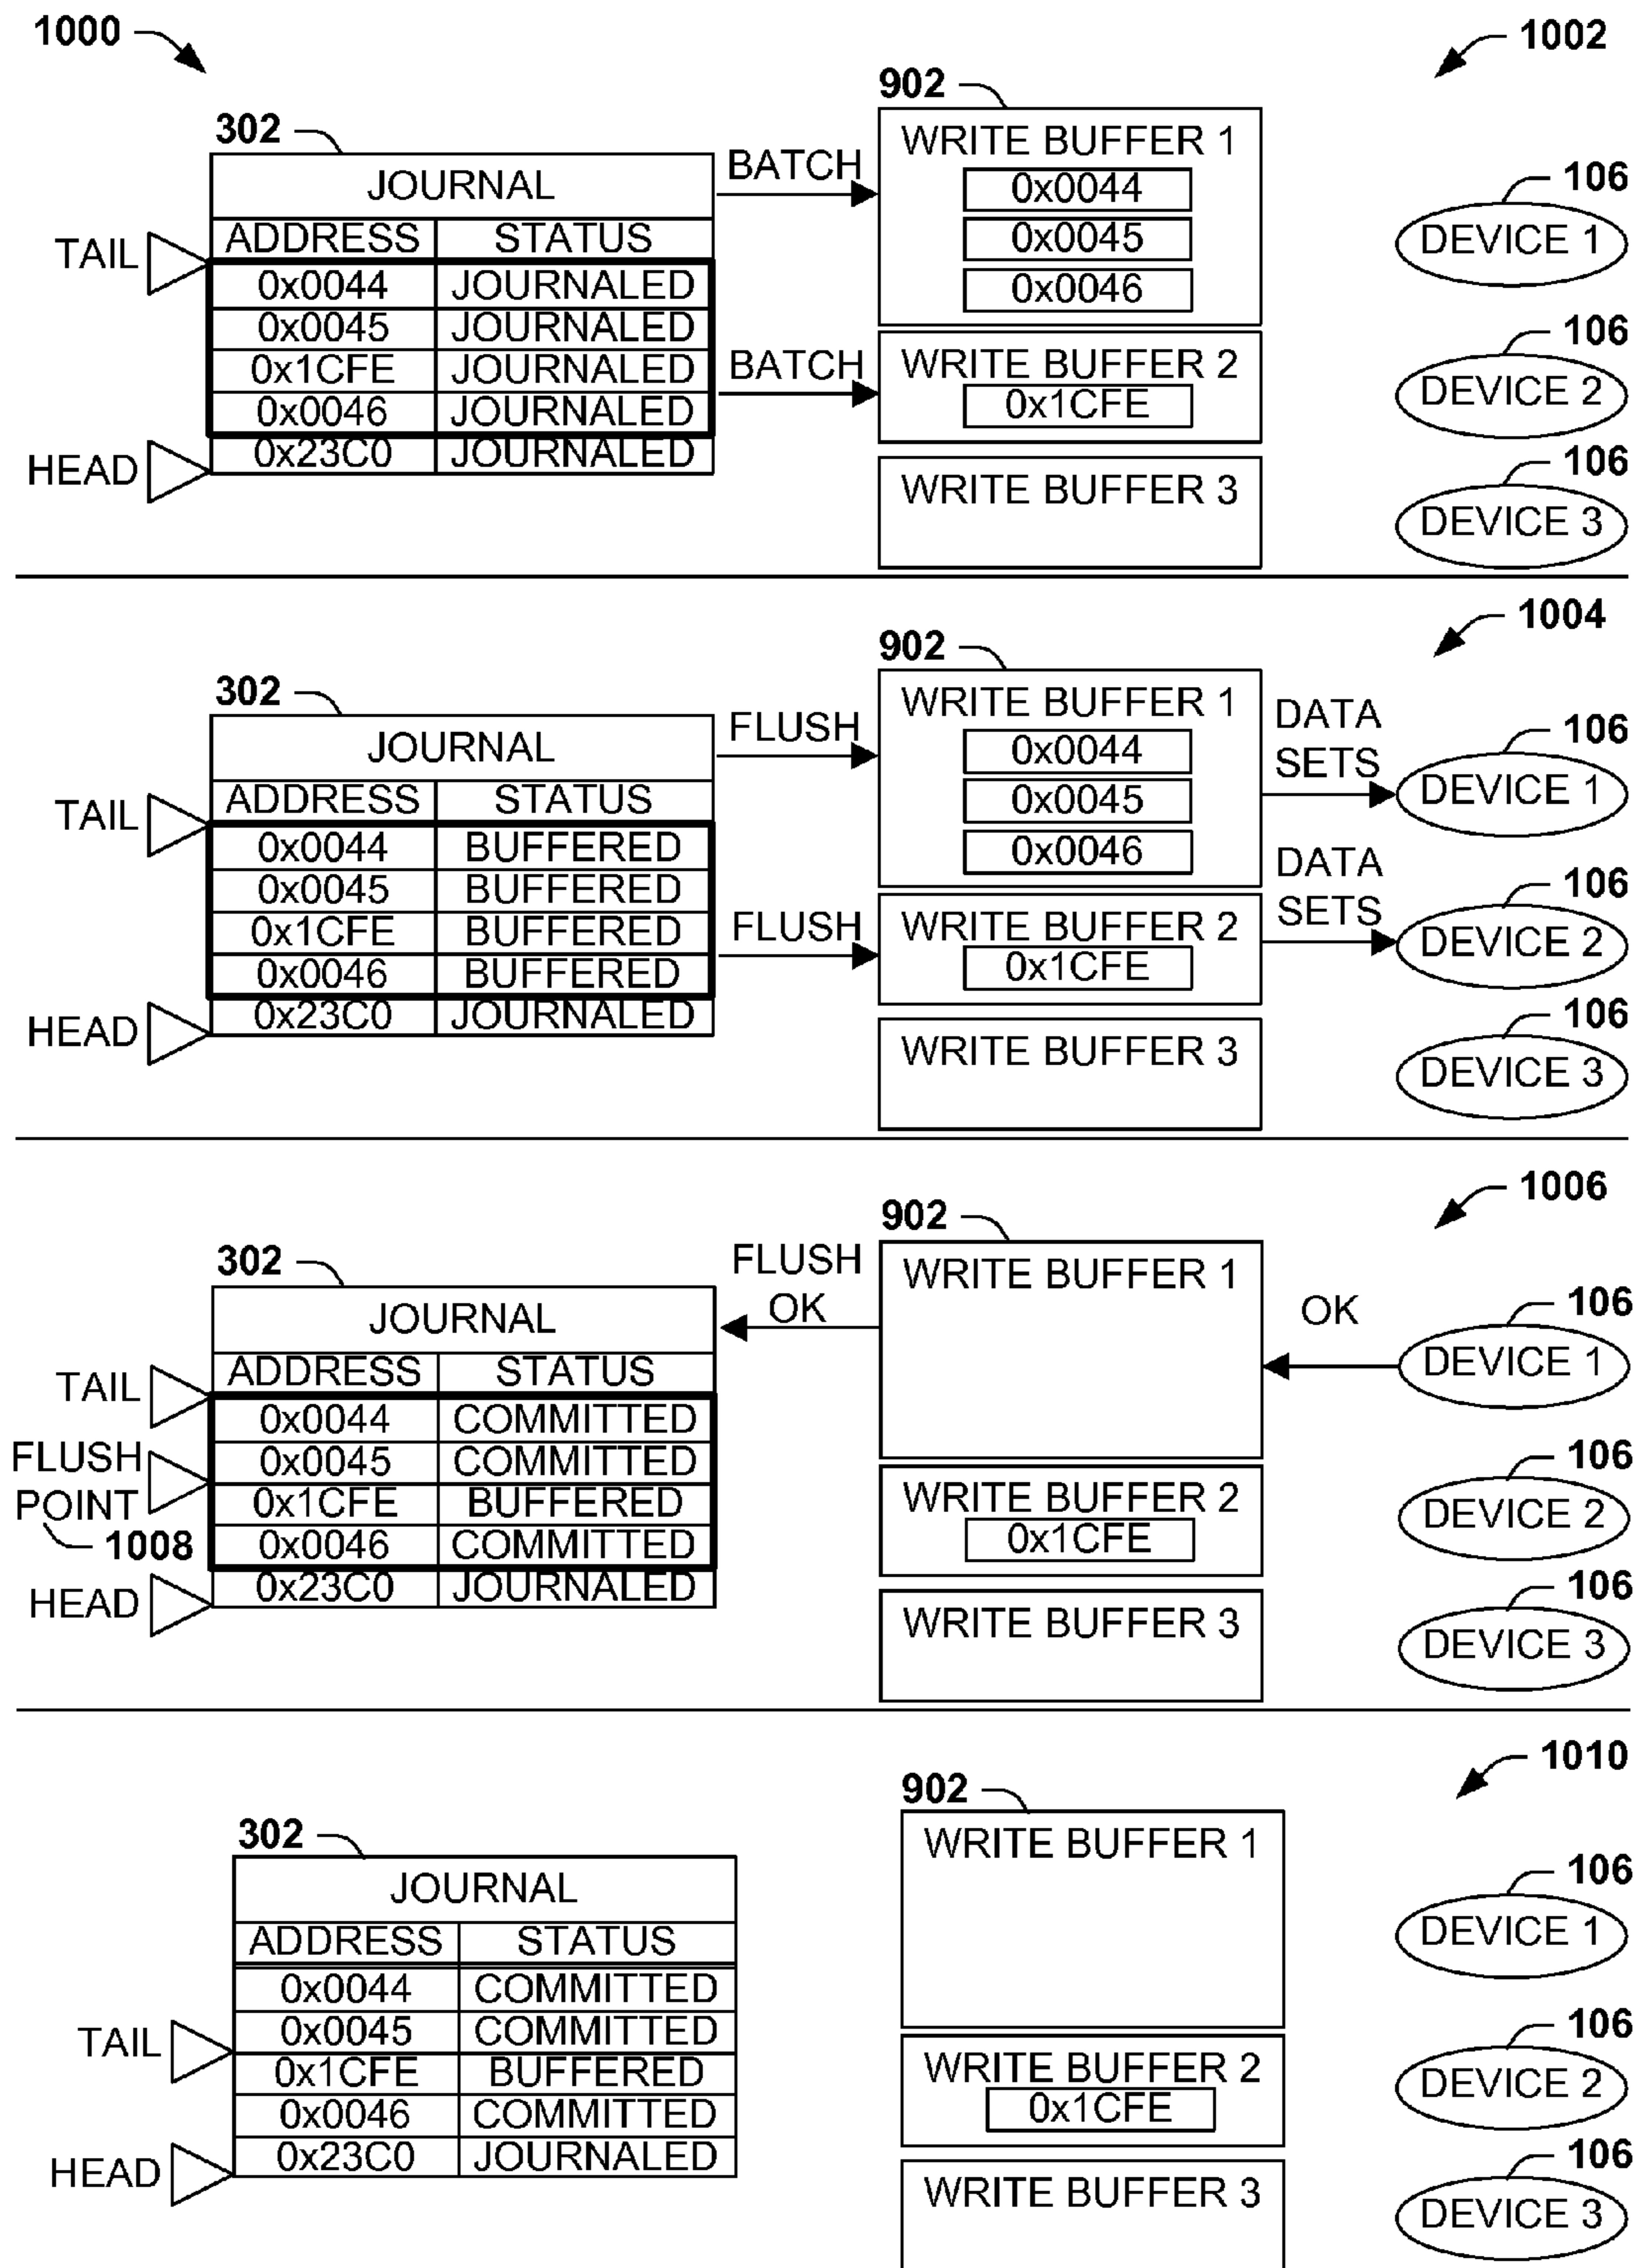 1000
1002
302
JOURNAL
ADDRESS STATUS
0x0044 JOURNALED
0x0045 JOURNALED
0x1CFE JOURNALED
0x0046 JOURNALED
0x23C0 JOURNALED
TAIL
HEAD
BATCH
BATCH
902
WRITE BUFFER 1
0x0044
0x0045
0x0046
WRITE BUFFER 2
0x1CFE
WRITE BUFFER 3
106
DEVICE 1
106
DEVICE 2
106
DEVICE 3
1004
302
JOURNAL
ADDRESS STATUS
0x0044 BUFFERED
0x0045 BUFFERED
0x1CFE BUFFERED
0x0046 BUFFERED
0x23C0 JOURNALED
TAIL
HEAD
FLUSH
FLUSH
902
WRITE BUFFER 1
0x0044
0x0045
0x0046
WRITE BUFFER 2
0x1CFE
WRITE BUFFER 3
DATA
SETS
DATA
SETS
106
DEVICE 1
106
DEVICE 2
106
DEVICE 3
1006
302
JOURNAL
ADDRESS STATUS
0x0044 COMMITTED
0x0045 COMMITTED
0x1CFE BUFFERED
0x0046 COMMITTED
0x23C0 JOURNALED
TAIL
FLUSH
POINT
1008
HEAD
FLUSH
OK
902
WRITE BUFFER 1
WRITE BUFFER 2
0x1CFE
WRITE BUFFER 3
OK
106
DEVICE 1
106
DEVICE 2
106
DEVICE 3
1010
302
JOURNAL
ADDRESS STATUS
0x0044 COMMITTED
0x0045 COMMITTED
0x1CFE BUFFERED
0x0046 COMMITTED
0x23C0 JOURNALED
TAIL
HEAD
902
WRITE BUFFER 1
WRITE BUFFER 2
0x1CFE
WRITE BUFFER 3
106
DEVICE 1
106
DEVICE 2
106
DEVICE 3